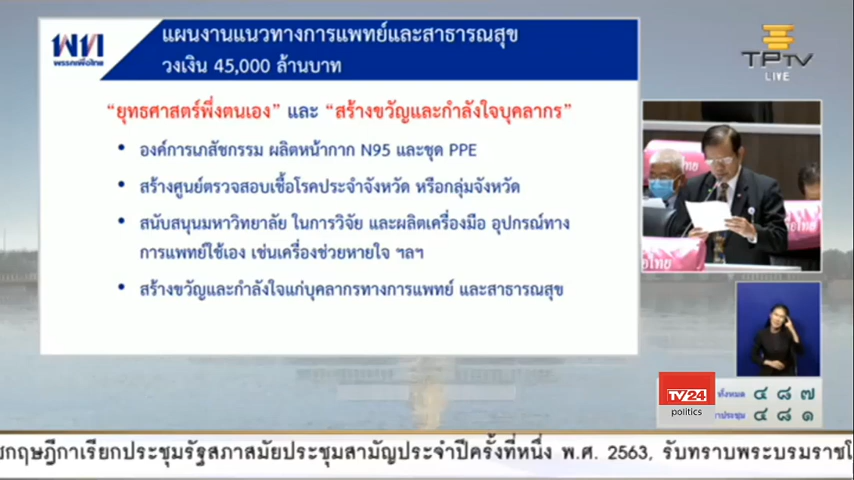 พท
พรรคเพื่อไทย
แผนงานแนวทางการแพทย์และสาธารณสุข
วงเงิน 45,000 ล้านบาท
TPTV
LIVE
“ยุทธศาสตร์พึ่งตนเอง” และ “สร้างขวัญและกำลังใจบุคลากร”
• องค์การเภสัชกรรม ผลิตหน้ากาก N95 และชุด PPE
• สร้างศูนย์ตรวจสอบเชื้อโรคประจำจังหวัด หรือกลุ่มจังหวัด
• สนับสนุนมหาวิทยาลัย ในการวิจัย และผลิตเครื่องมือ อุปกรณ์ทาง
การแพทย์ใช้เอง เช่นเครื่องช่วยหายใจ ฯลฯ
• สร้างขวัญและกำลังใจแก่บุคลากรทางการแพทย์ และสาธารณสุข
TV24
politics
ทั้งหมด ๔๘๗
าประชุม ๔๘๑
ชกฤษฎีกาเรียกประชุมรัฐสภาสมัยประชุมสามัญประจำปีครั้งที่หนึ่ง พ.ศ. 2563, รับทราบพระบรมราชโ